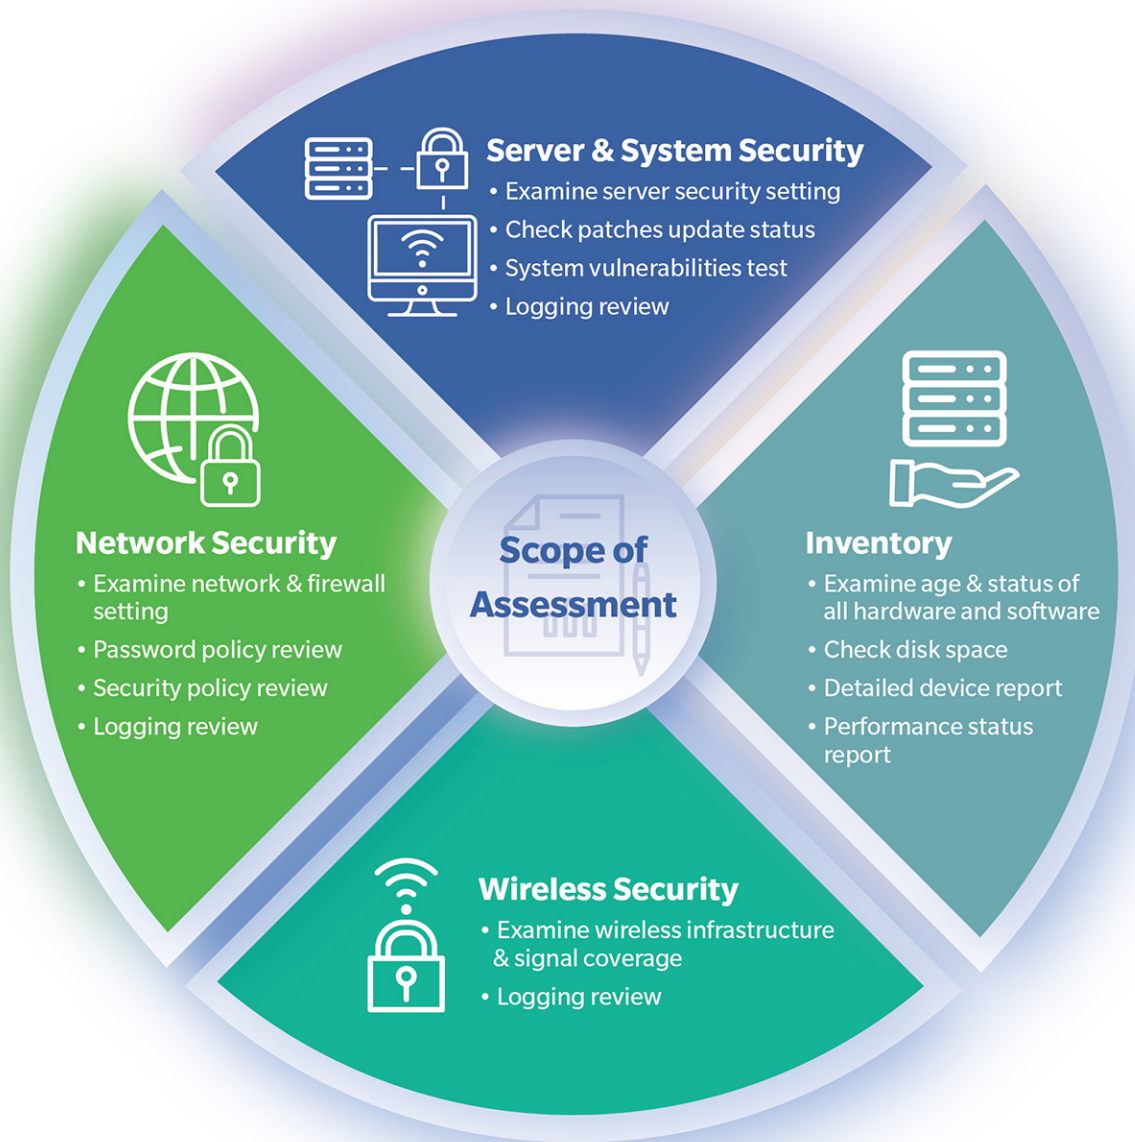 Server & System Security
• Examine server security setting
• Check patches update status
• System vulnerabilities test
• Logging review
Network Security
• Examine network & firewall
setting
• Password policy review
• Security policy review
• Logging review
Scope of
Assessment
Inventory
• Examine age & status of
all hardware and software
• Check disk space
• Detailed device report
• Performance status
report
Wireless Security
• Examine wireless infrastructure
& signal coverage
• Logging review